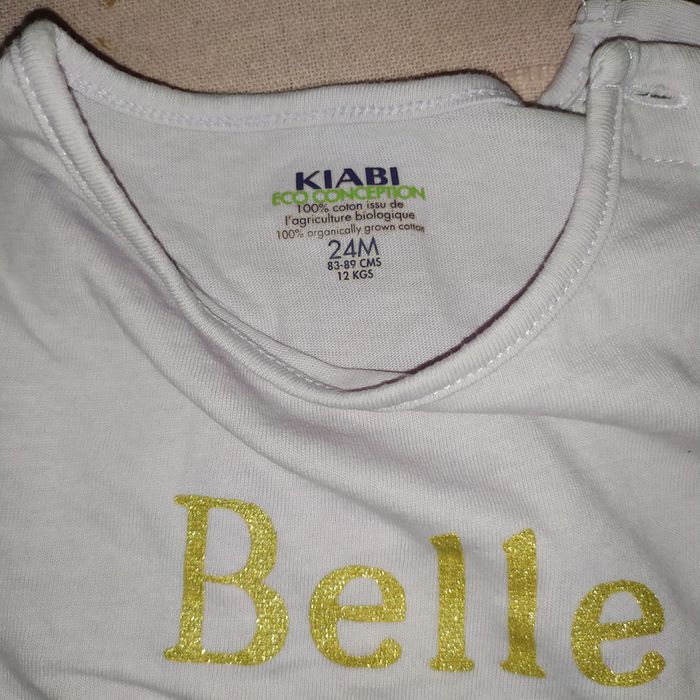 KIABI
ECO CONCEPTION
100% coton issu de
l'agriculture biologique
100% organically grown cotton
24M
83-89 CMS
12 KGS
Belle